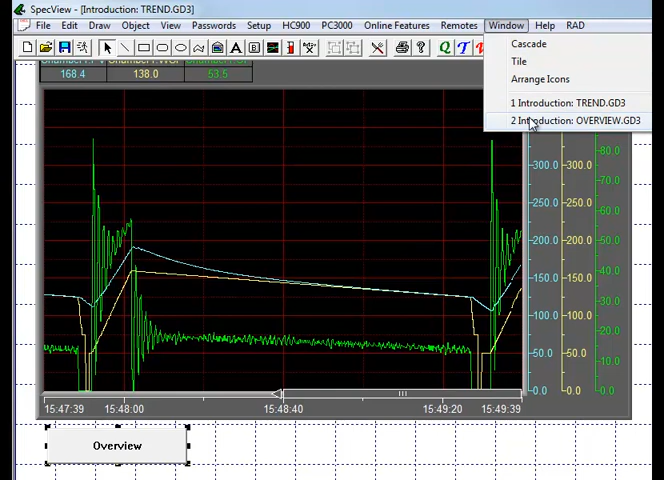 SpecView - [Introduction: TREND.GD3]
File Edit Draw Object View Passwords Setup HC900 PC3000 Online Features Remotes Window Help RAD
Cascade
Tile
Arrange Icons
1 Introduction: TREND.GD3
2 Introduction: OVERVIEW.GD3
168.4 138.0 53.5
300.0 300.0 70.0
250.0 250.0 60.0
200.0 200.0 50.0
150.0 150.0 40.0
100.0 100.0 30.0
50.0 50.0 10.0
0.0 0.0 0.0
15:47:39 15:48:00 15:48:40 15:49:20 15:49:39
Overview